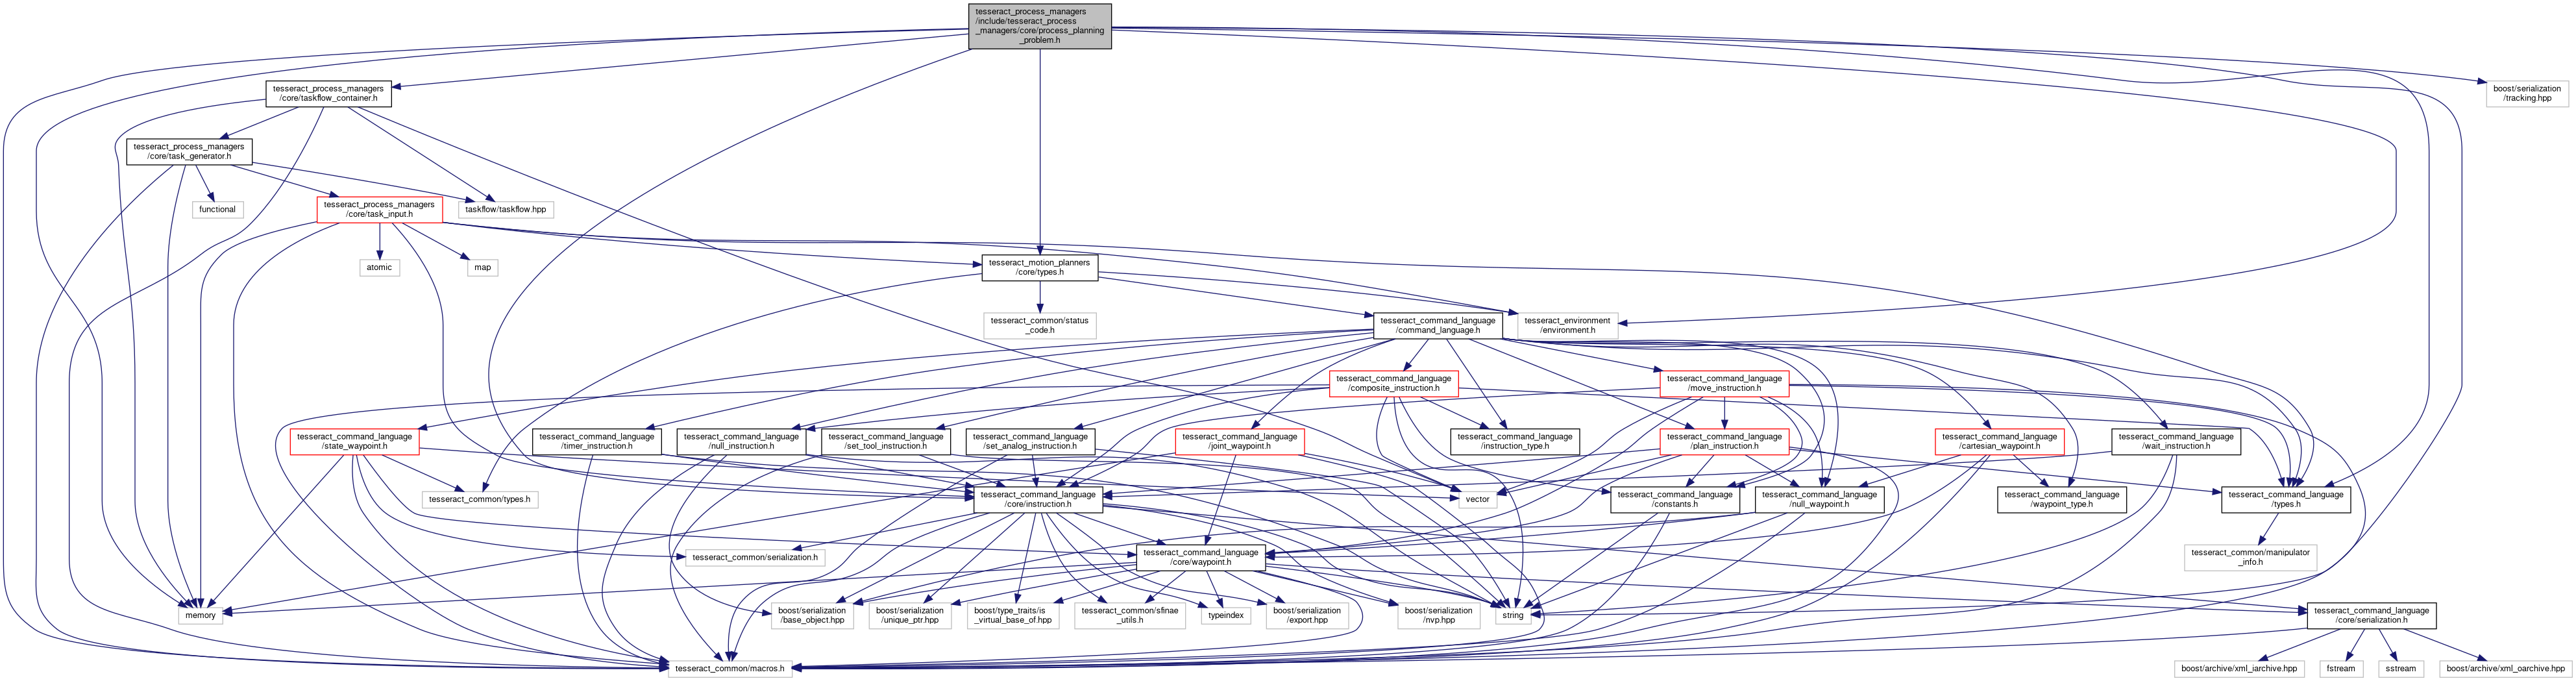 tesseract_process_managers
/include/tesseract_process
_managers/core/process_planning
_problem.h
tesseract_process_managers
/core/taskflow_container.h
boost/serialization
/tracking.hpp
tesseract_process_managers
/core/task_generator.h
functional
tesseract_process_managers
/core/task_input.h
taskflow/taskflow.hpp
atomic
map
tesseract_motion_planners
/core/types.h
tesseract_common/status
_code.h
tesseract_command_language
/command_language.h
tesseract_environment
/environment.h
tesseract_command_language
/composite_instruction.h
tesseract_command_language
/move_instruction.h
tesseract_command_language
/state_waypoint.h
tesseract_command_language
/timer_instruction.h
tesseract_command_language
/null_instruction.h
tesseract_command_language
/set_tool_instruction.h
tesseract_command_language
/set_analog_instruction.h
tesseract_command_language
/joint_waypoint.h
tesseract_command_language
/instruction_type.h
tesseract_command_language
/plan_instruction.h
tesseract_command_language
/cartesian_waypoint.h
tesseract_command_language
/wait_instruction.h
tesseract_common/types.h
tesseract_command_language
/core/instruction.h
vector
tesseract_command_language
/constants.h
tesseract_command_language
/null_waypoint.h
tesseract_command_language
/waypoint_type.h
tesseract_command_language
/types.h
tesseract_common/serialization.h
tesseract_command_language
/core/waypoint.h
tesseract_common/manipulator
_info.h
memory
boost/serialization
/base_object.hpp
boost/serialization
/unique_ptr.hpp
boost/type_traits/is
_virtual_base_of.hpp
tesseract_common/sfinae
_utils.h
typeindex
boost/serialization
/export.hpp
boost/serialization
/nvp.hpp
string
tesseract_command_language
/core/serialization.h
tesseract_common/macros.h
boost/archive/xml_iarchive.hpp
fstream
sstream
boost/archive/xml_oarchive.hpp